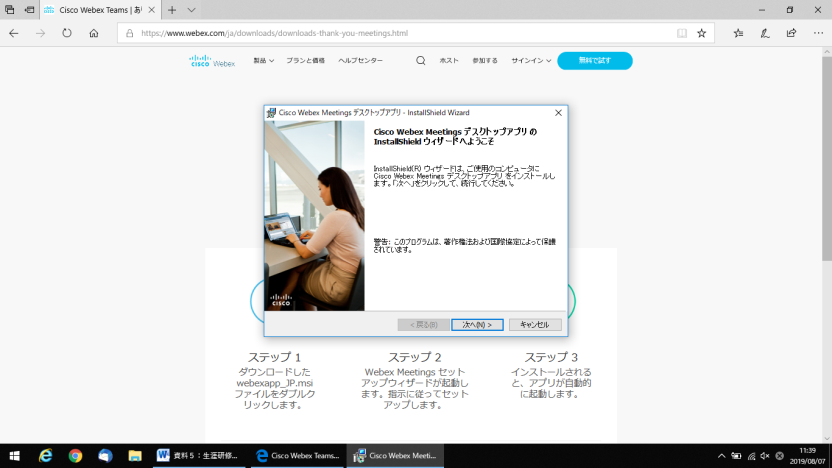 Cisco Webex Teams | あり
https://www.webex.com/ja/downloads/downloads-thank-you-meetings.html
cisco Webex 製品 プランと価格 ヘルプセンター ホスト 参加する サインイン 無料で試す
Cisco Webex Meetings デスクトップアプリ - InstallShield Wizard
Cisco Webex Meetings デスクトップアプリ の
InstallShield ウィザードへようこそ
InstallShield(R) ウィザードは、ご使用のコンピュータに
Cisco Webex Meetings デスクトップアプリ をインストールし
ます。「次へ」をクリックして、続行してください。
警告: このプログラムは、著作権法および国際協定によって保護
されています。
cisco
< 戻る(B) 次へ(N) > キャンセル
ステップ 1
ダウンロードした
webexapp_JP.msi
ファイルをダブルク
リックします。
ステップ 2
Webex Meetings セット
アップウィザードが起動し
ます。指示に従ってセット
アップします。
ステップ 3
インストールされる
と、アプリが自動的
に起動します。
資料５：生涯研修... Cisco Webex Teams... Cisco Webex Meeti...
11:39
2019/08/07